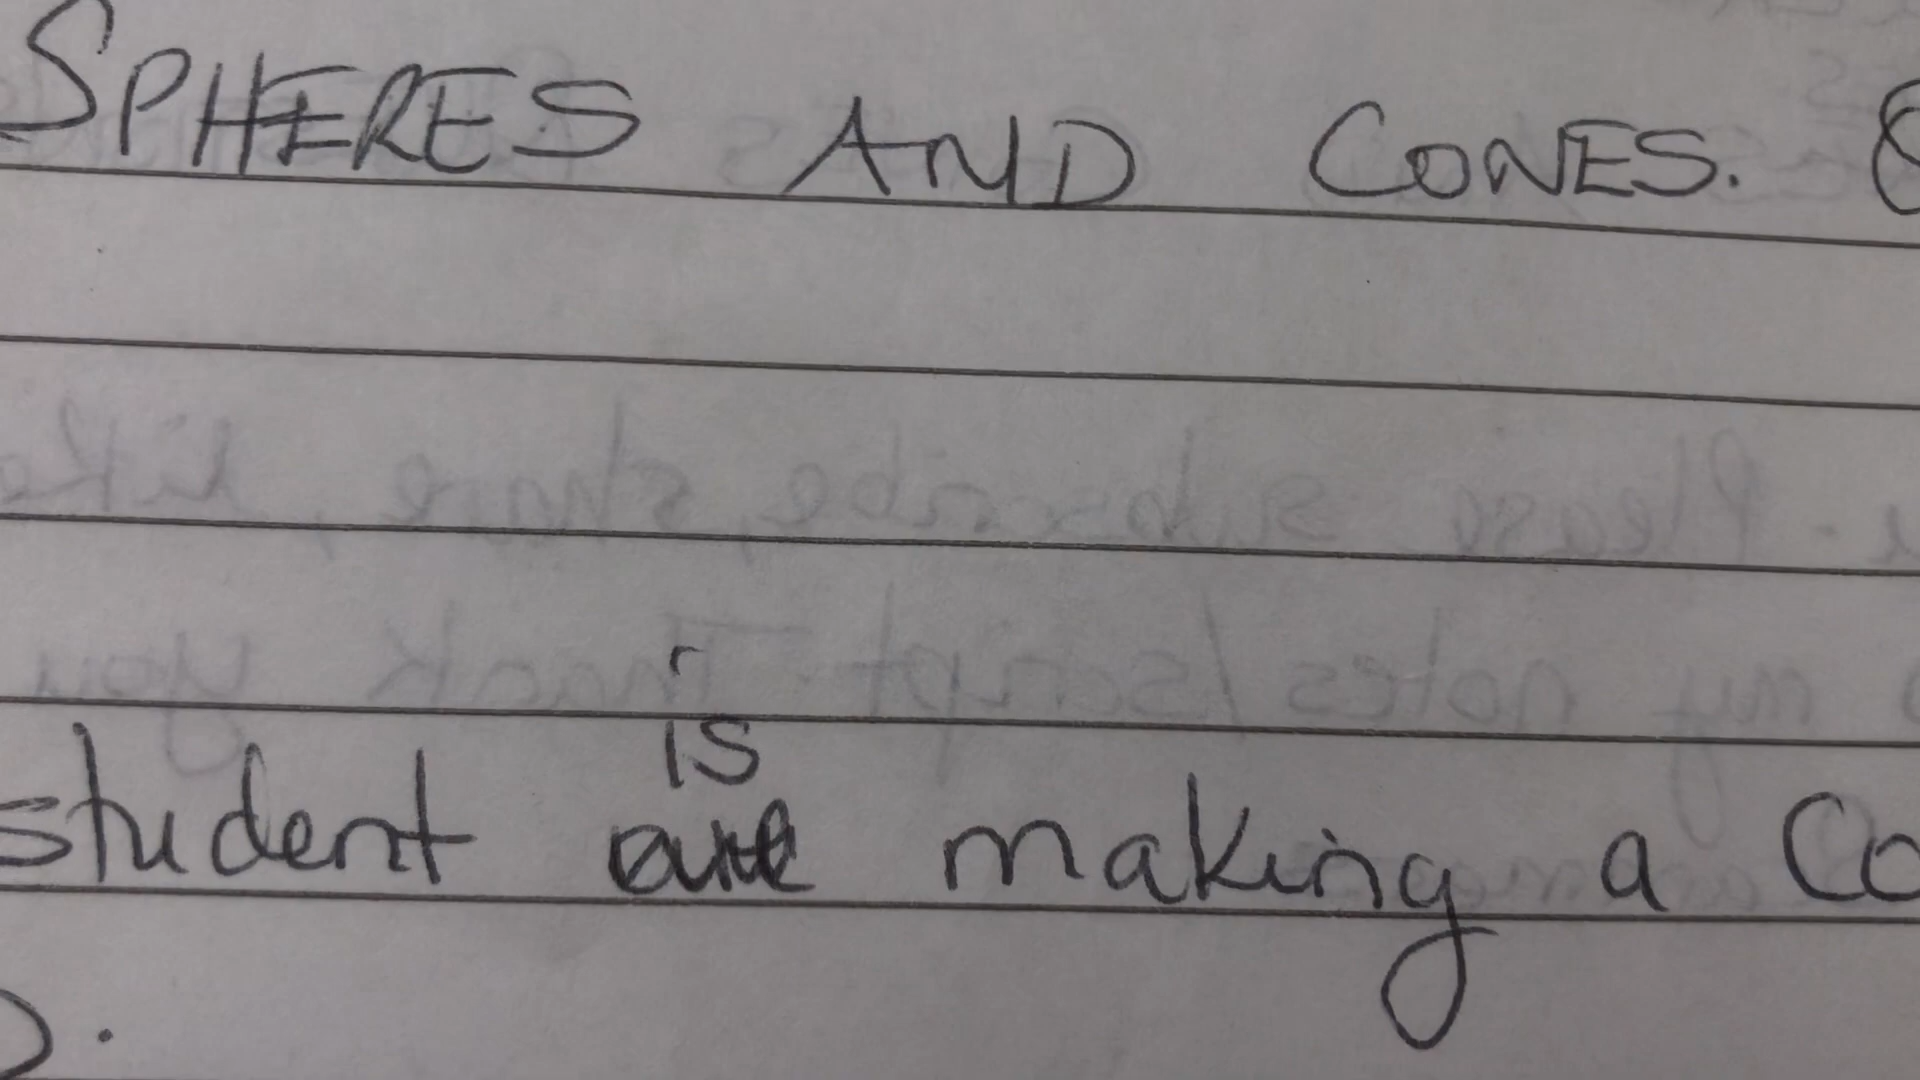 SPHERES AND CONES.
is
student are making a Co